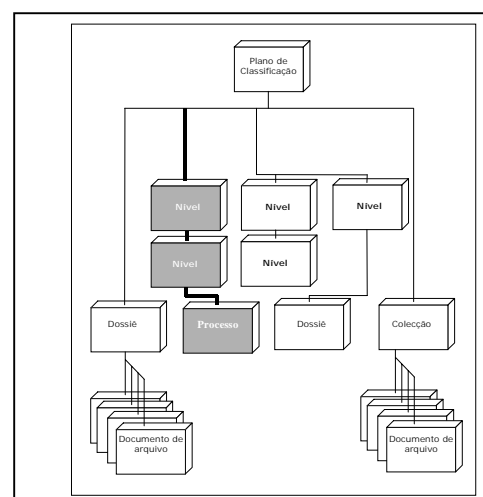 Plano de
Classificação
Nível
Nível
Nível
Nível
Nível
Dossiê
Processo
Dossiê
Colecção
Documento de
arquivo
Documento de
arquivo